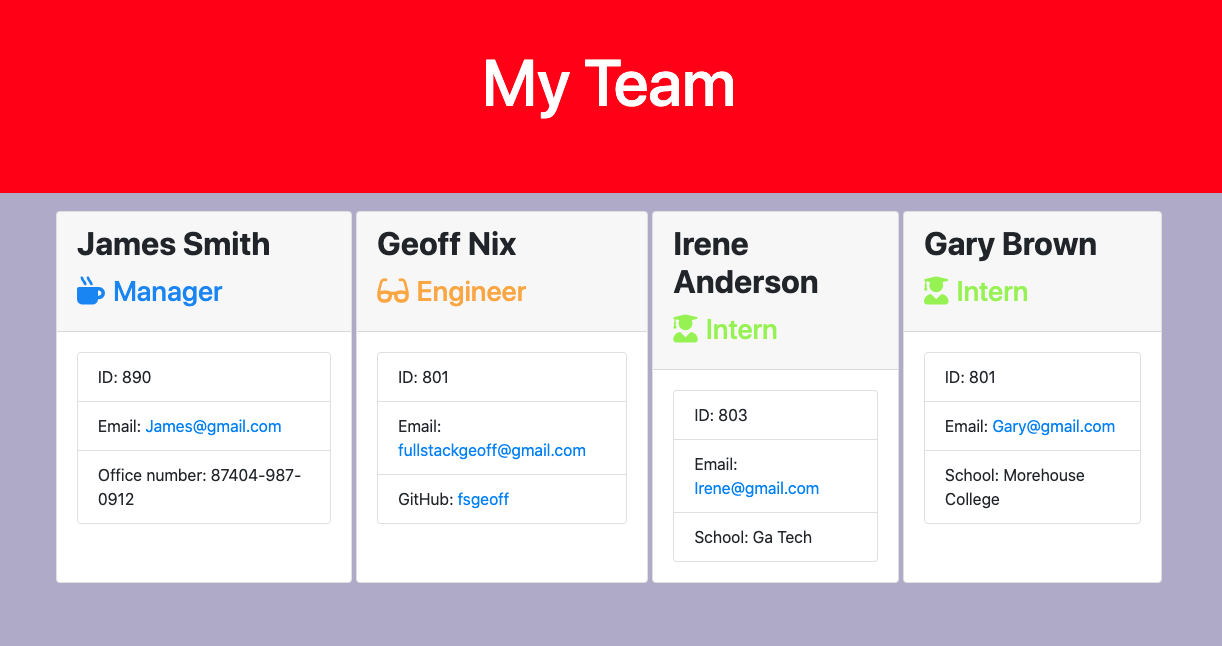 My Team
James Smith
Manager
ID: 890
Email: James@gmail.com
Office number: 87404-987-
0912
Geoff Nix
Engineer
ID: 801
Email:
fullstackgeoff@gmail.com
GitHub: fsgeoff
Irene
Anderson
Intern
ID: 803
Email:
Irene@gmail.com
School: Ga Tech
Gary Brown
Intern
ID: 801
Email: Gary@gmail.com
School: Morehouse
College